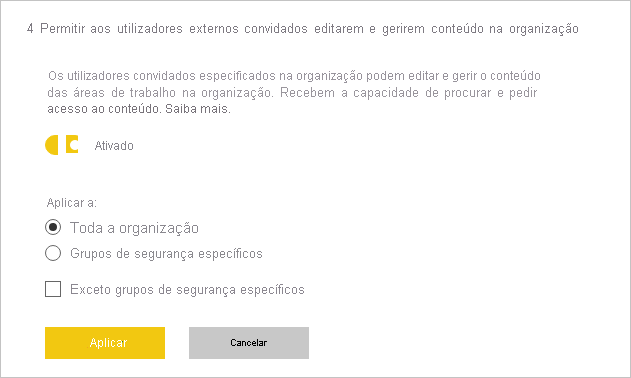 4 Permitir aos utilizadores externos convidados editarem e gerirem conteúdo na organização
Os utilizadores convidados especificados na organização podem editar e gerir o conteúdo
das áreas de trabalho na organização. Recebem a capacidade de procurar e pedir
acesso ao conteúdo. Saiba mais.
Ativado
Aplicar a:
Toda a organização
Grupos de segurança específicos
Exceto grupos de segurança específicos
Aplicar
Cancelar